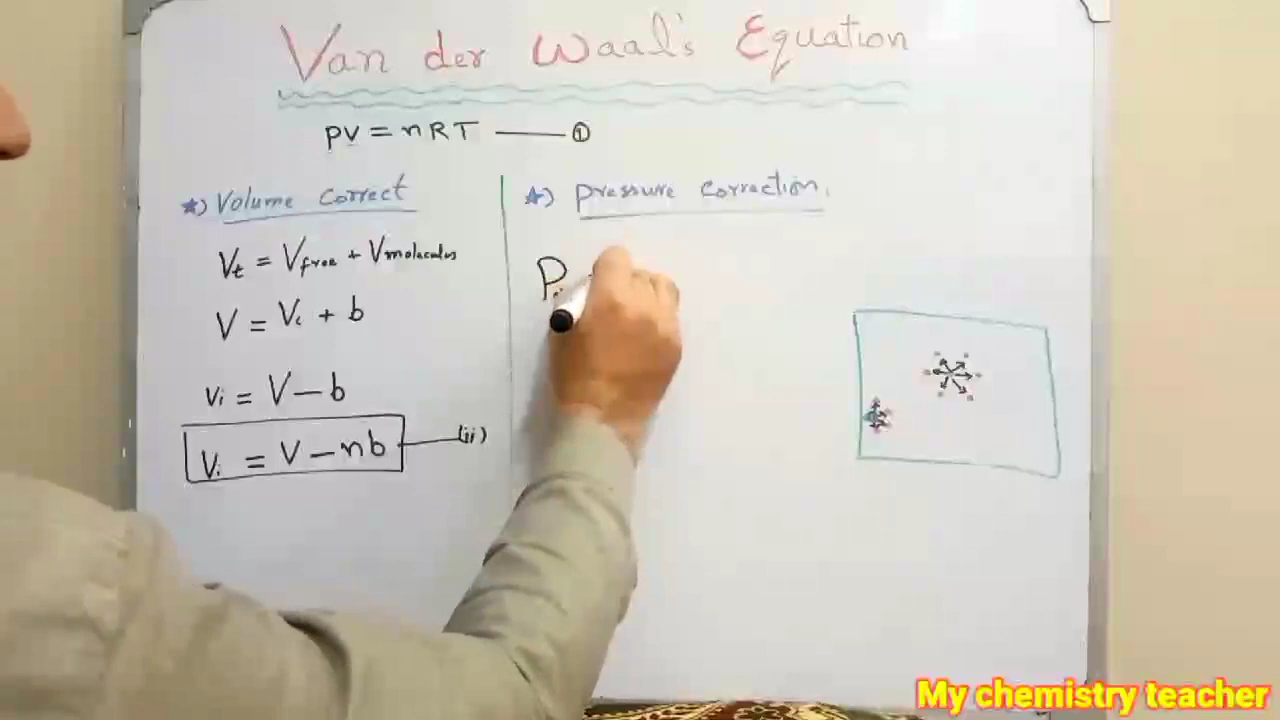 Van der Waal's Equation
PV = nRT —— ①
★) Volume correct
Vt = Vfree + Vmolecules
V = Vi + b
Vi = V - b
Vi = V - nb —— (ii)
★) Pressure correction.
P
My chemistry teacher